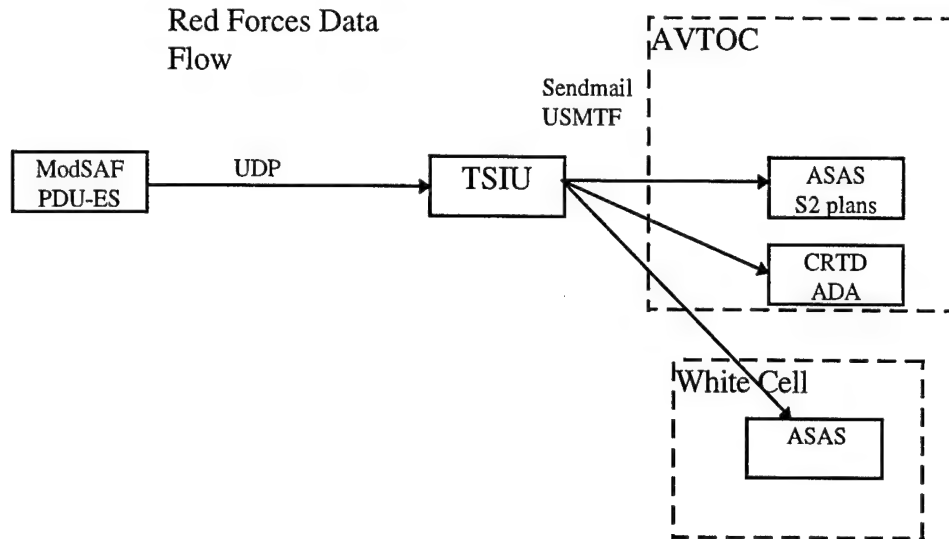 Red Forces Data
Flow
AVTOC
Sendmail
USMTF
ModSAF
PDU-ES
UDP
TSIU
ASAS
S2 plans
CRTD
ADA
White Cell
ASAS